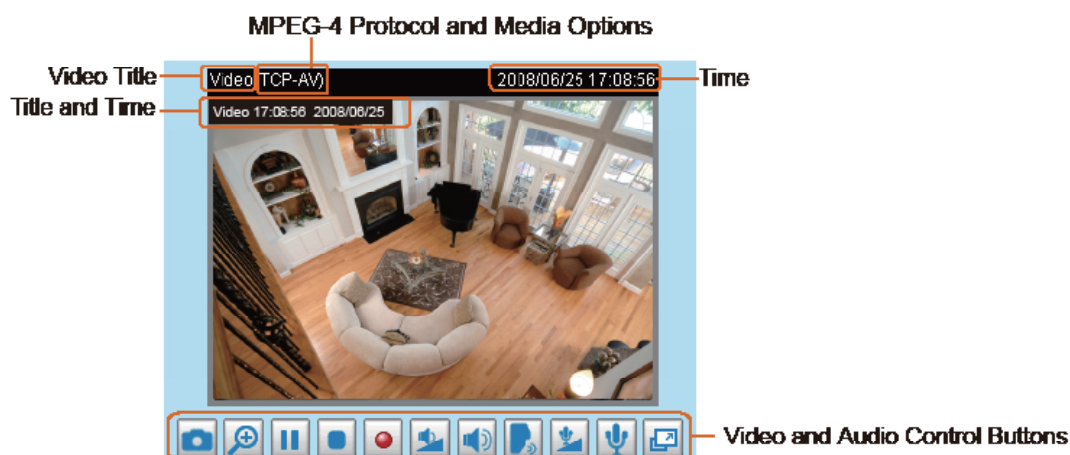 MPEG-4 Protocol and Media Options
Video Title
Video (TCP-AV)
2008/06/25 17:08:56
Time
Title and Time
Video 17:08:56 2008/06/25
Video and Audio Control Buttons